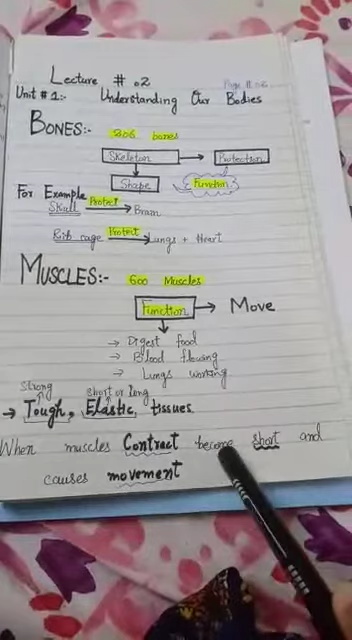 Lecture # 02
Page # 02
Unit # 1:- Understanding Our Bodies
BONES:- 206 bones
Skeleton → Protection
Shape Function
For Example
Skull Protect → Brain
Rib cage Protect → Lungs + Heart
MUSCLES:- 600 Muscles
Function → Move
→ Digest food
→ Blood flowing
→ Lungs working
Strong short or long
→ Tough, Elastic, tissues.
When muscles Contract become short and
causes movement